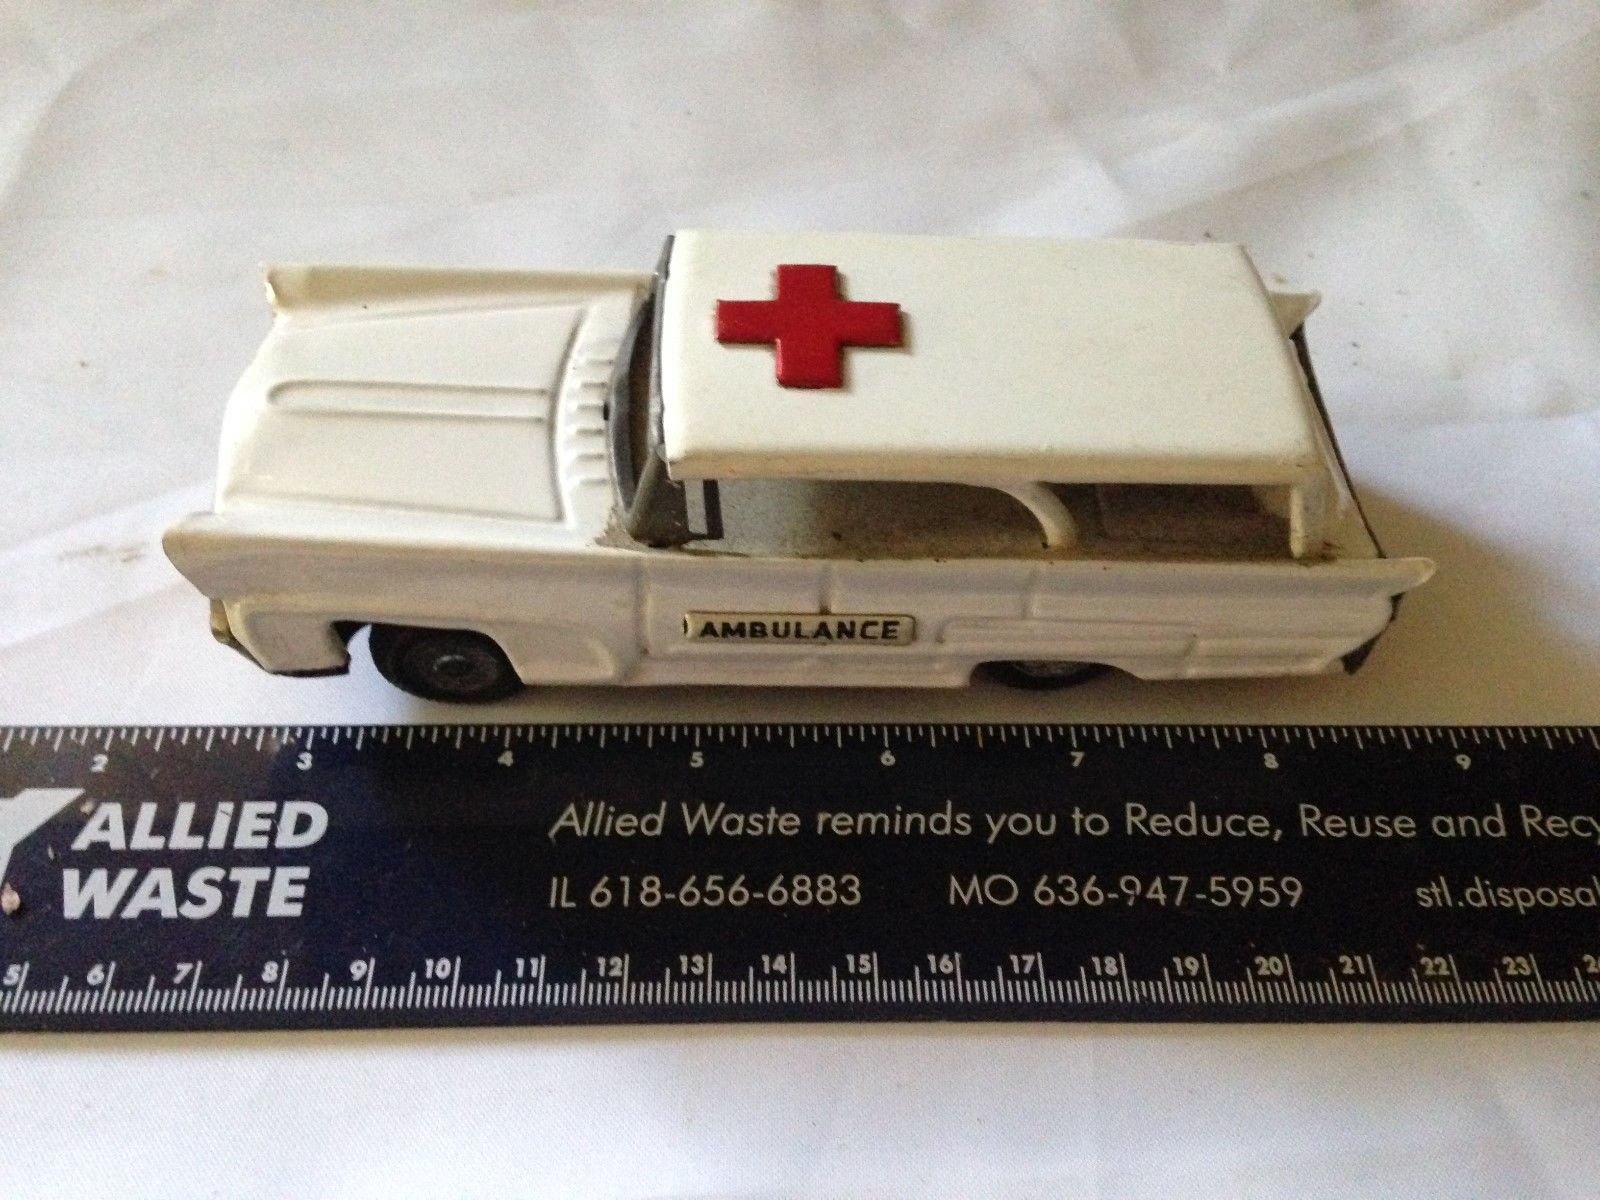 AMBULANCE
2 3 4 5 6 7 8 9
ALLIED
WASTE
Allied Waste reminds you to Reduce, Reuse and Recy
IL 618-656-6883 MO 636-947-5959 stl.disposal
5 6 7 8 9 10 11 12 13 14 15 16 17 18 19 20 21 22 23